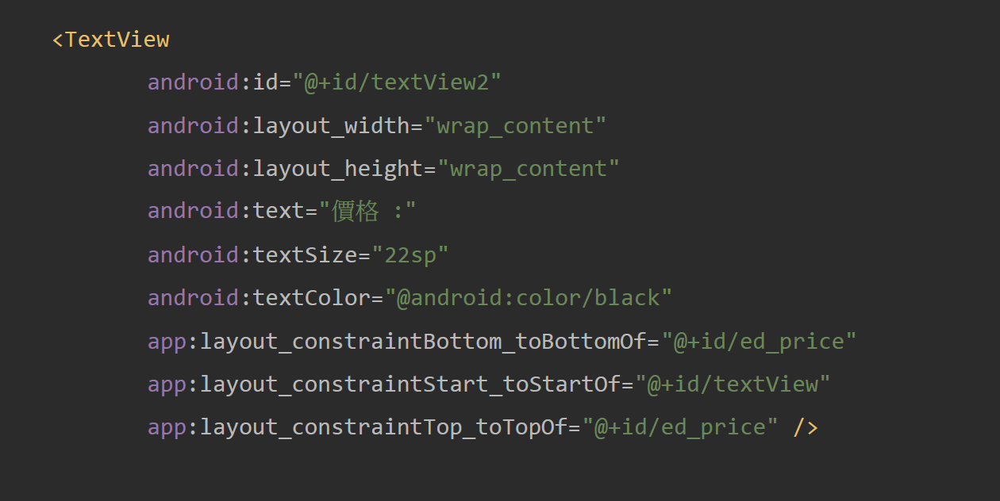 <TextView
android:id="@+id/textView2"
android:layout_width="wrap_content"
android:layout_height="wrap_content"
android:text="價格 :"
android:textSize="22sp"
android:textColor="@android:color/black"
app:layout_constraintBottom_toBottomOf="@+id/ed_price"
app:layout_constraintStart_toStartOf="@+id/textView"
app:layout_constraintTop_toTopOf="@+id/ed_price" />